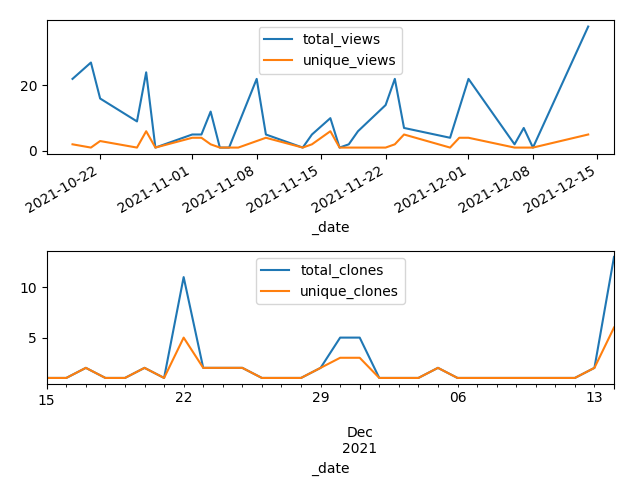 total_views
unique_views
20
0
2021-10-22
2021-11-01
2021-11-08
2021-11-15
2021-11-22
2021-12-01
2021-12-08
2021-12-15
_date
total_clones
unique_clones
10
5
15
22
29
06
13
Dec
2021
_date